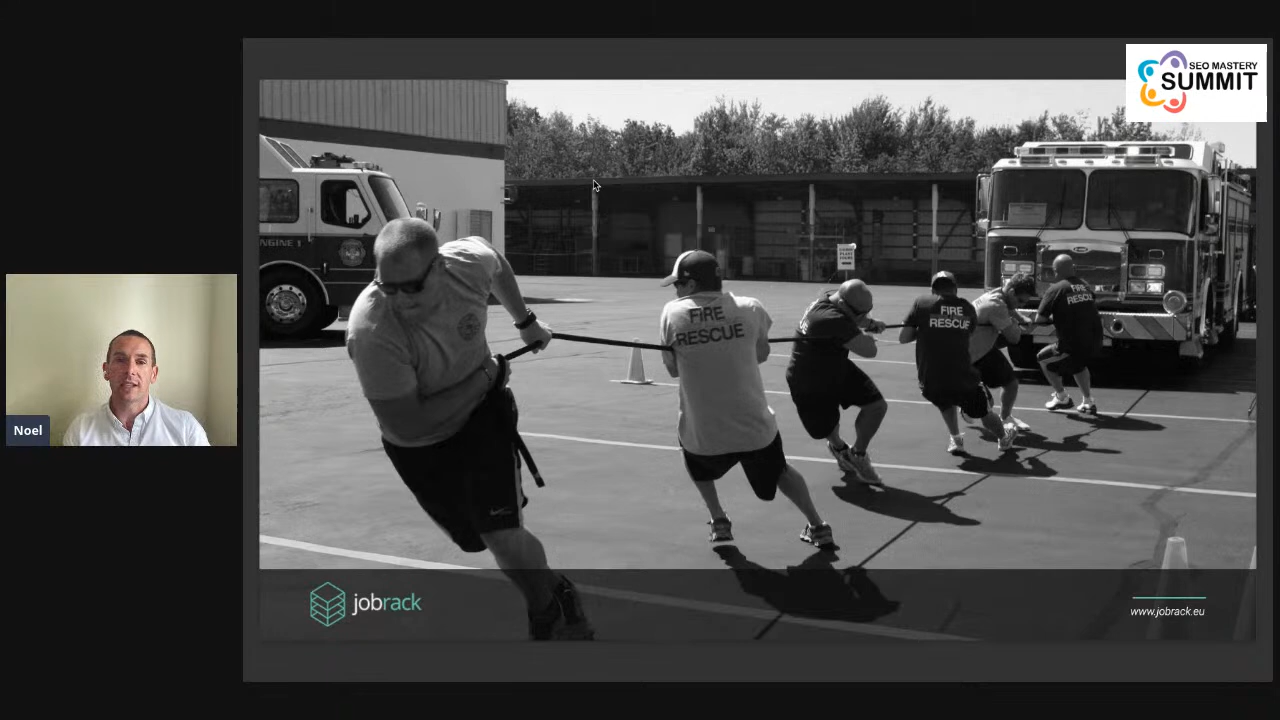 SEO MASTERY
SUMMIT
ENGINE 1
FIRE
RESCUE
FIRE
RESCUE
FIRE
RESCUE
Noel
jobrack
www.jobrack.eu